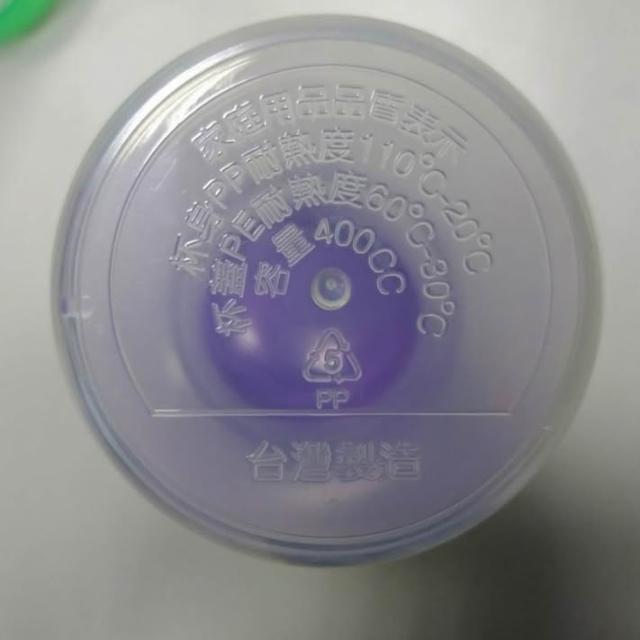 家庭用品品質表示
杯身PP耐熱度110°C-20°C
杯蓋PE耐熱度60°C-30°C
容量400CC
5
PP
台灣製造